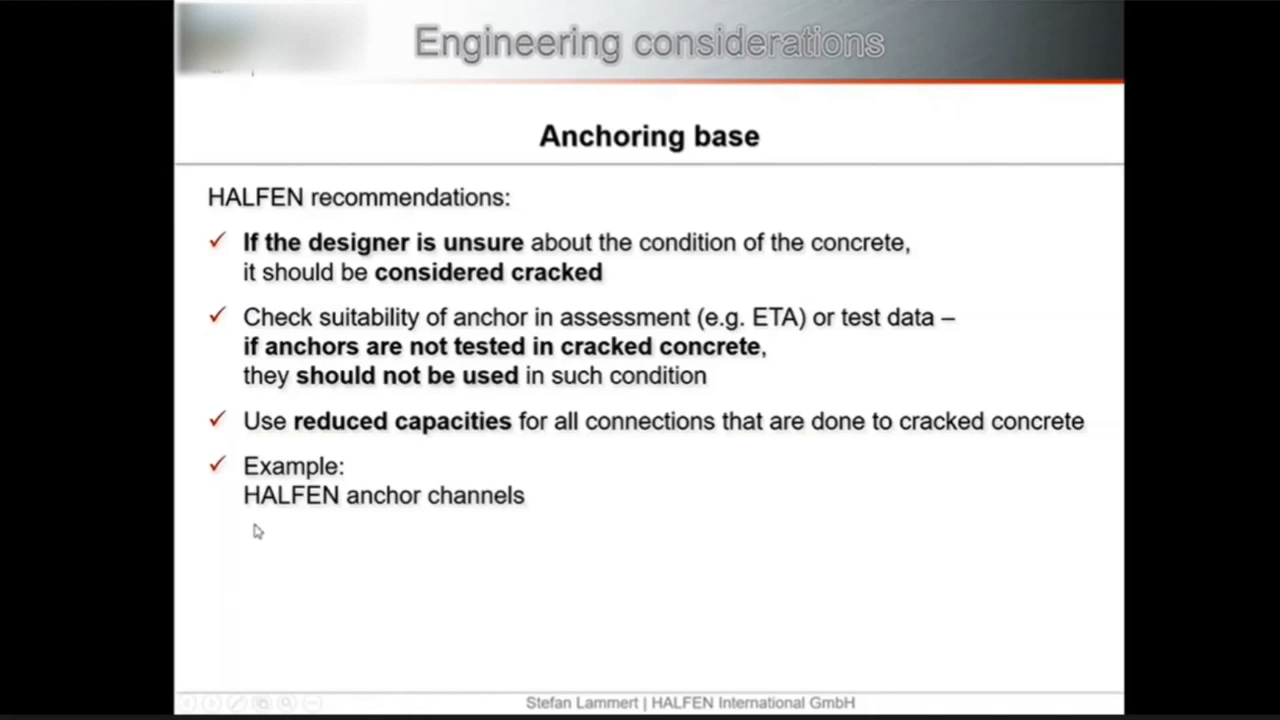 Engineering considerations
Anchoring base
HALFEN recommendations:
✓ If the designer is unsure about the condition of the concrete,
it should be considered cracked
✓ Check suitability of anchor in assessment (e.g. ETA) or test data –
if anchors are not tested in cracked concrete,
they should not be used in such condition
✓ Use reduced capacities for all connections that are done to cracked concrete
✓ Example:
HALFEN anchor channels
Stefan Lammert | HALFEN International GmbH